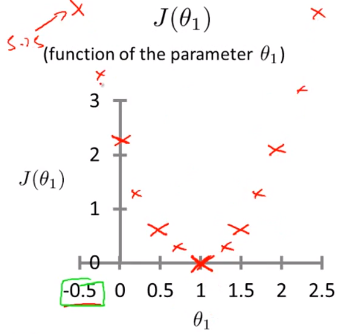 J(θ₁)
(function of the parameter θ₁)
5.25
3
2
J(θ₁)
1
0
-0.5 0 0.5 1 1.5 2 2.5
θ₁